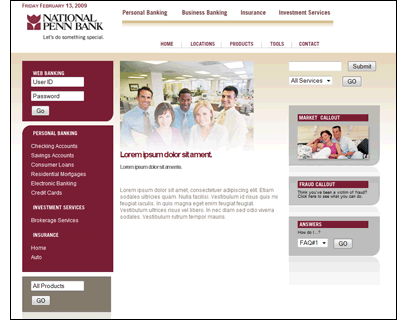 FRIDAY FEBRUARY 13, 2009
NATIONAL
PENN BANK
Let's do something special.
Personal Banking Business Banking Insurance Investment Services
HOME LOCATIONS PRODUCTS TOOLS CONTACT
WEB BANKING
User ID
Password
Go
PERSONAL BANKING
Checking Accounts
Savings Accounts
Consumer Loans
Residential Mortgages
Electronic Banking
Credit Cards
INVESTMENT SERVICES
Brokerage Services
INSURANCE
Home
Auto
All Products
GO
Lorem ipsum dolor sit ament.
Lorem ipsum dolor sit amentis.
Lorem ipsum dolor sit amet, consectetuer adipiscing elit. Etiam
sodales ultricies quam. Nulla facilisi. Vestibulum id risus quis mi
feugiat iaculis. In quis magna eget enim feugiat feugiat.
Vestibulum ultrices risus vel libero. In nec diam sed odio viverra
sodales. Vestibulum rutrum tempor mauris.
Submit
All Services GO
MARKET CALLOUT
FRAUD CALLOUT
Think you've been a victim of fraud?
Click here to see what you can do.
ANSWERS
How do I...?
FAQ#1 GO